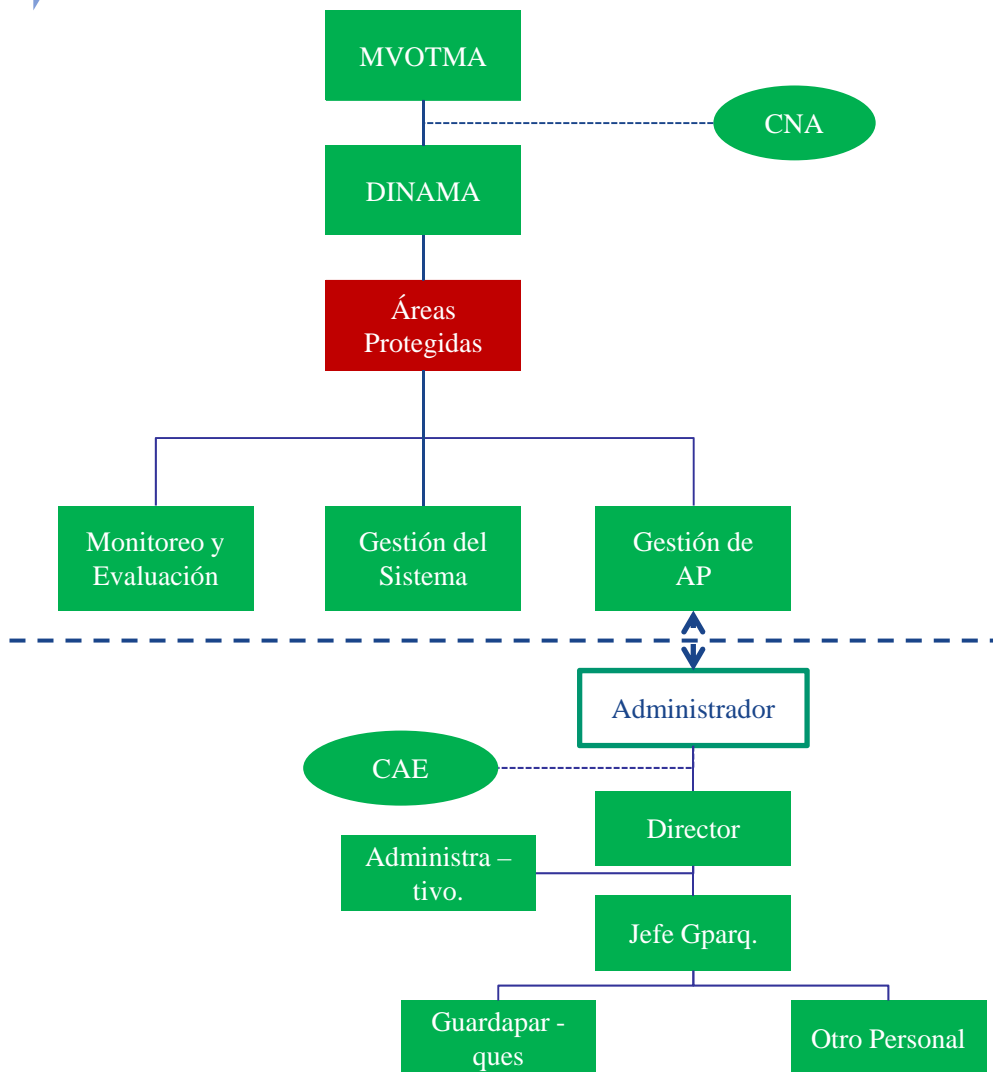 MVOTMA
CNA
DINAMA
Áreas
Protegidas
Monitoreo y
Evaluación
Gestión del
Sistema
Gestión de
AP
Administrador
CAE
Director
Administra –
tivo.
Jefe Gparq.
Guardapar -
ques
Otro Personal